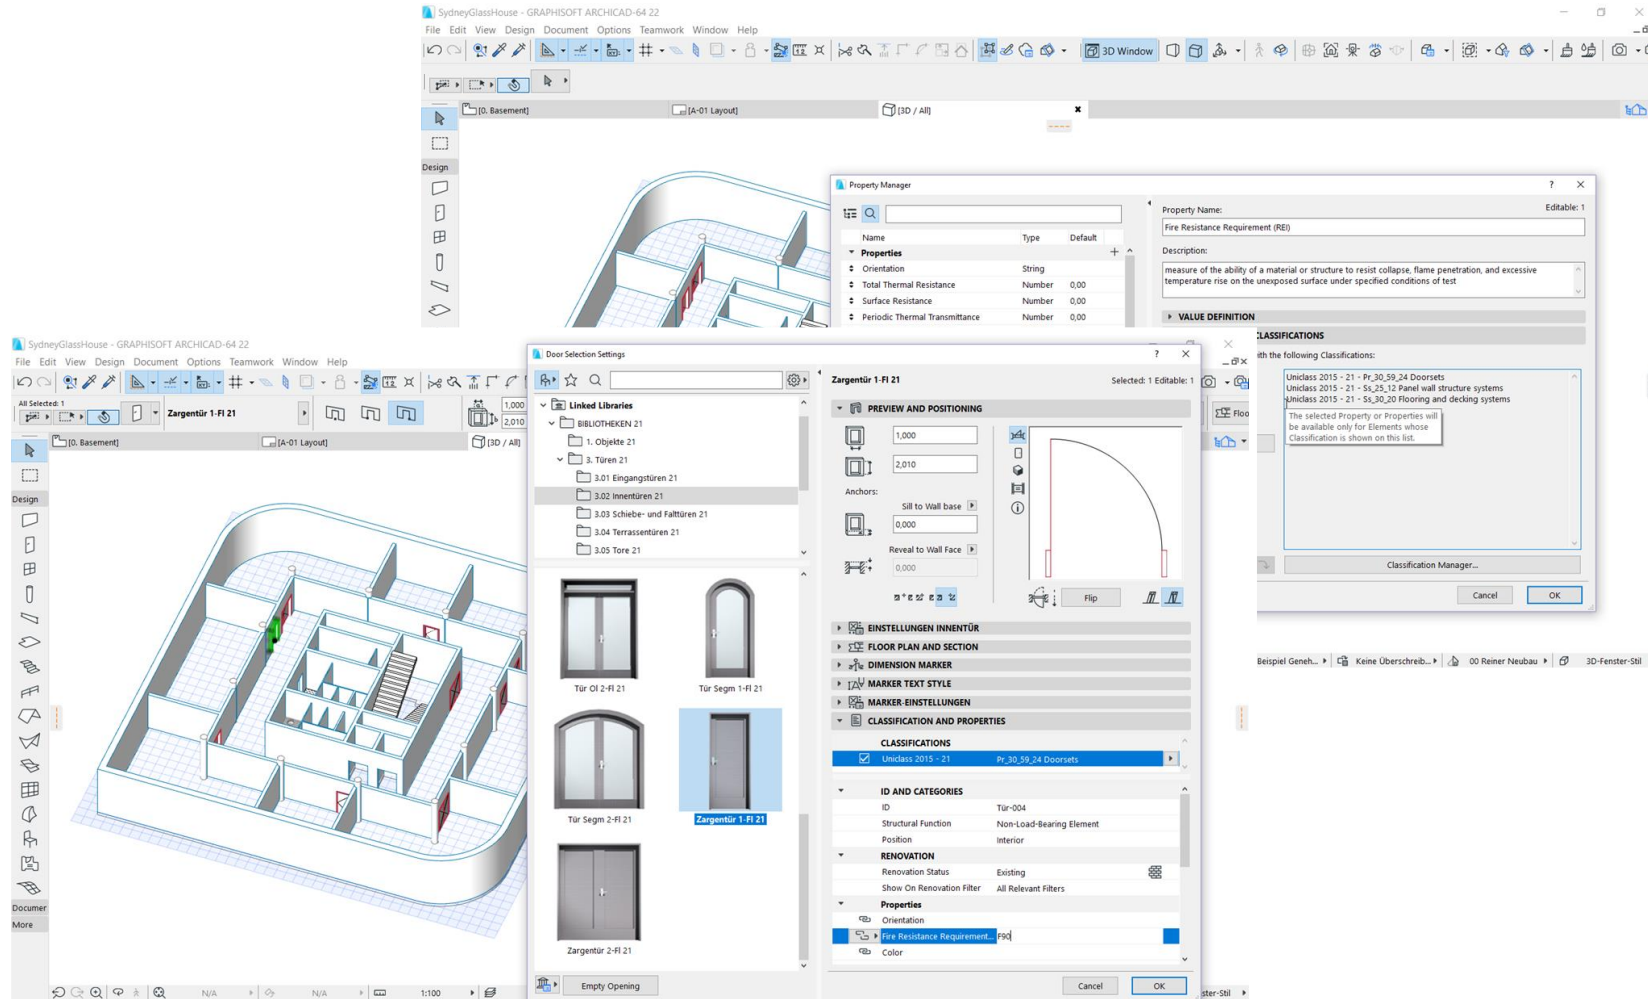 SydneyGlassHouse - GRAPHISOFT ARCHICAD-64 22
File Edit View Design Document Options Teamwork Window Help
3D Window
[0. Basement]
[A-01 Layout]
[3D / All]
Design
Property Manager
Name Type Default
Properties
Orientation String
Total Thermal Resistance Number 0,00
Surface Resistance Number 0,00
Periodic Thermal Transmittance Number 0,00
Property Name: Editable: 1
Fire Resistance Requirement (REI)
Description:
measure of the ability of a material or structure to resist collapse, flame penetration, and excessive
temperature rise on the unexposed surface under specified conditions of test
VALUE DEFINITION
CLASSIFICATIONS
ith the following Classifications:
Uniclass 2015 - 21 - Pr_30_59_24 Doorsets
Uniclass 2015 - 21 - Ss_25_12 Panel wall structure systems
Uniclass 2015 - 21 - Ss_30_20 Flooring and decking systems
The selected Property or Properties will
be available only for Elements whose
Classification is shown on this list.
Classification Manager...
Cancel OK
Beispiel Geneh... Keine Überschreib... 00 Reiner Neubau 3D-Fenster-Stil
SydneyGlassHouse - GRAPHISOFT ARCHICAD-64 22
File Edit View Design Document Options Teamwork Window Help
All Selected: 1
Zargentür 1-Fl 21
1,000
2,010
Floo
[0. Basement]
[A-01 Layout]
[3D / All]
Design
Documer
More
N/A N/A 1:100
Door Selection Settings
Linked Libraries
BIBLIOTHEKEN 21
1. Objekte 21
3. Türen 21
3.01 Eingangstüren 21
3.02 Innentüren 21
3.03 Schiebe- und Falttüren 21
3.04 Terrassentüren 21
3.05 Tore 21
Tür Ol 2-Fl 21
Tür Segm 1-Fl 21
Tür Segm 2-Fl 21
Zargentür 1-Fl 21
Zargentür 2-Fl 21
Empty Opening
Zargentür 1-Fl 21 Selected: 1 Editable: 1
PREVIEW AND POSITIONING
1,000
2,010
Anchors:
Sill to Wall base
0,000
Reveal to Wall Face
0,000
Flip
EINSTELLUNGEN INNENTÜR
FLOOR PLAN AND SECTION
DIMENSION MARKER
MARKER TEXT STYLE
MARKER-EINSTELLUNGEN
CLASSIFICATION AND PROPERTIES
CLASSIFICATIONS
Uniclass 2015 - 21 Pr_30_59_24 Doorsets
ID AND CATEGORIES
ID Tür-004
Structural Function Non-Load-Bearing Element
Position Interior
RENOVATION
Renovation Status Existing
Show On Renovation Filter All Relevant Filters
Properties
Orientation
Fire Resistance Requirement... F90
Color
Cancel OK
ster-Stil